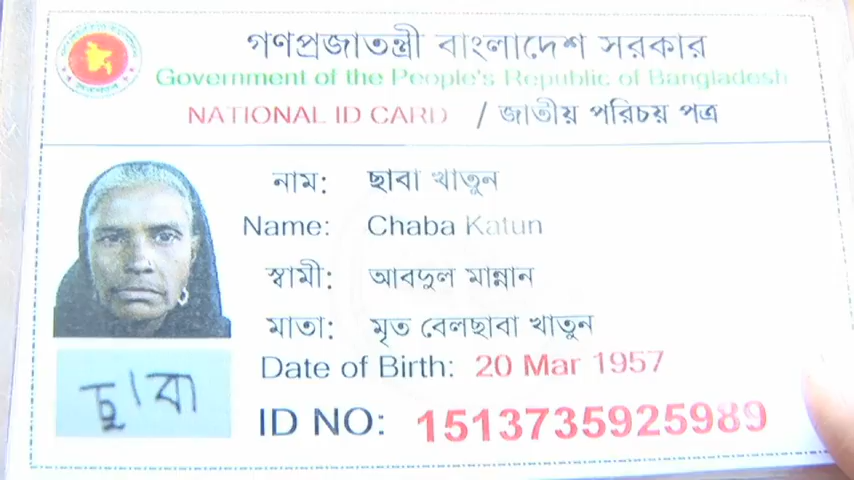 গণপ্রজাতন্ত্রী বাংলাদেশ সরকার
Government of the People's Republic of Bangladesh
NATIONAL ID CARD / জাতীয় পরিচয় পত্র
নাম: ছাবা খাতুন
Name: Chaba Katun
স্বামী: আবদুল মান্নান
মাতা: মৃত বেলছাবা খাতুন
Date of Birth: 20 Mar 1957
ID NO: 1513735925989
ছাবা